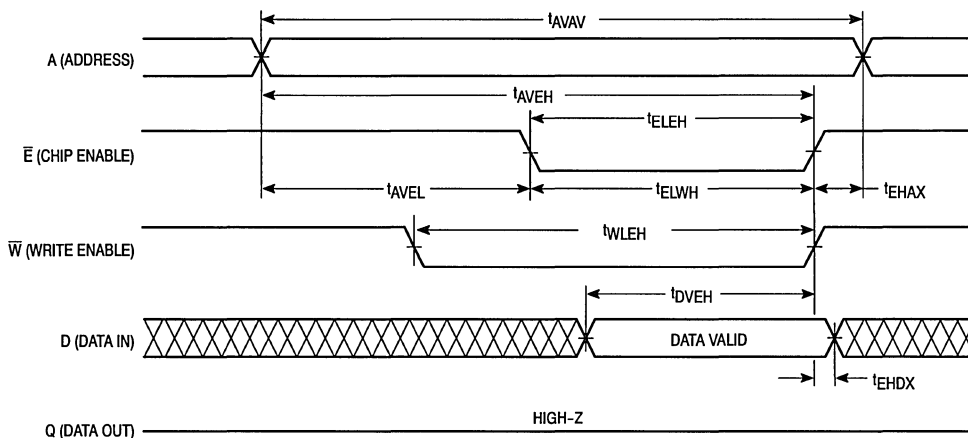 tAVAV
A (ADDRESS)
tAVEH
tELEH
E̅ (CHIP ENABLE)
tAVEL
tELWH
tEHAX
W̅ (WRITE ENABLE)
tWLEH
tDVEH
D (DATA IN)
DATA VALID
tEHDX
HIGH-Z
Q (DATA OUT)